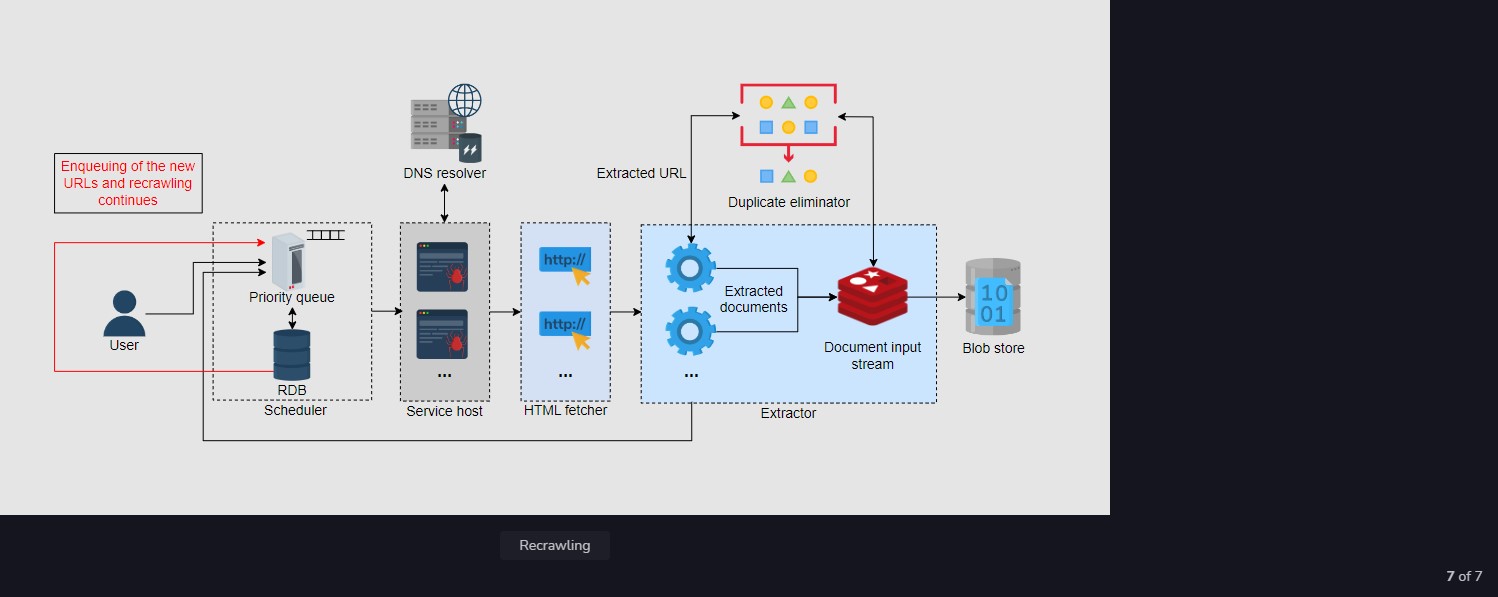 Enqueuing of the new
URLs and recrawling
continues
DNS resolver
Extracted URL
Duplicate eliminator
Priority queue
User
RDB
Scheduler
...
Service host
http://
http://
...
HTML fetcher
Extracted
documents
...
Document input
stream
Extractor
10
01
Blob store
Recrawling
7 of 7